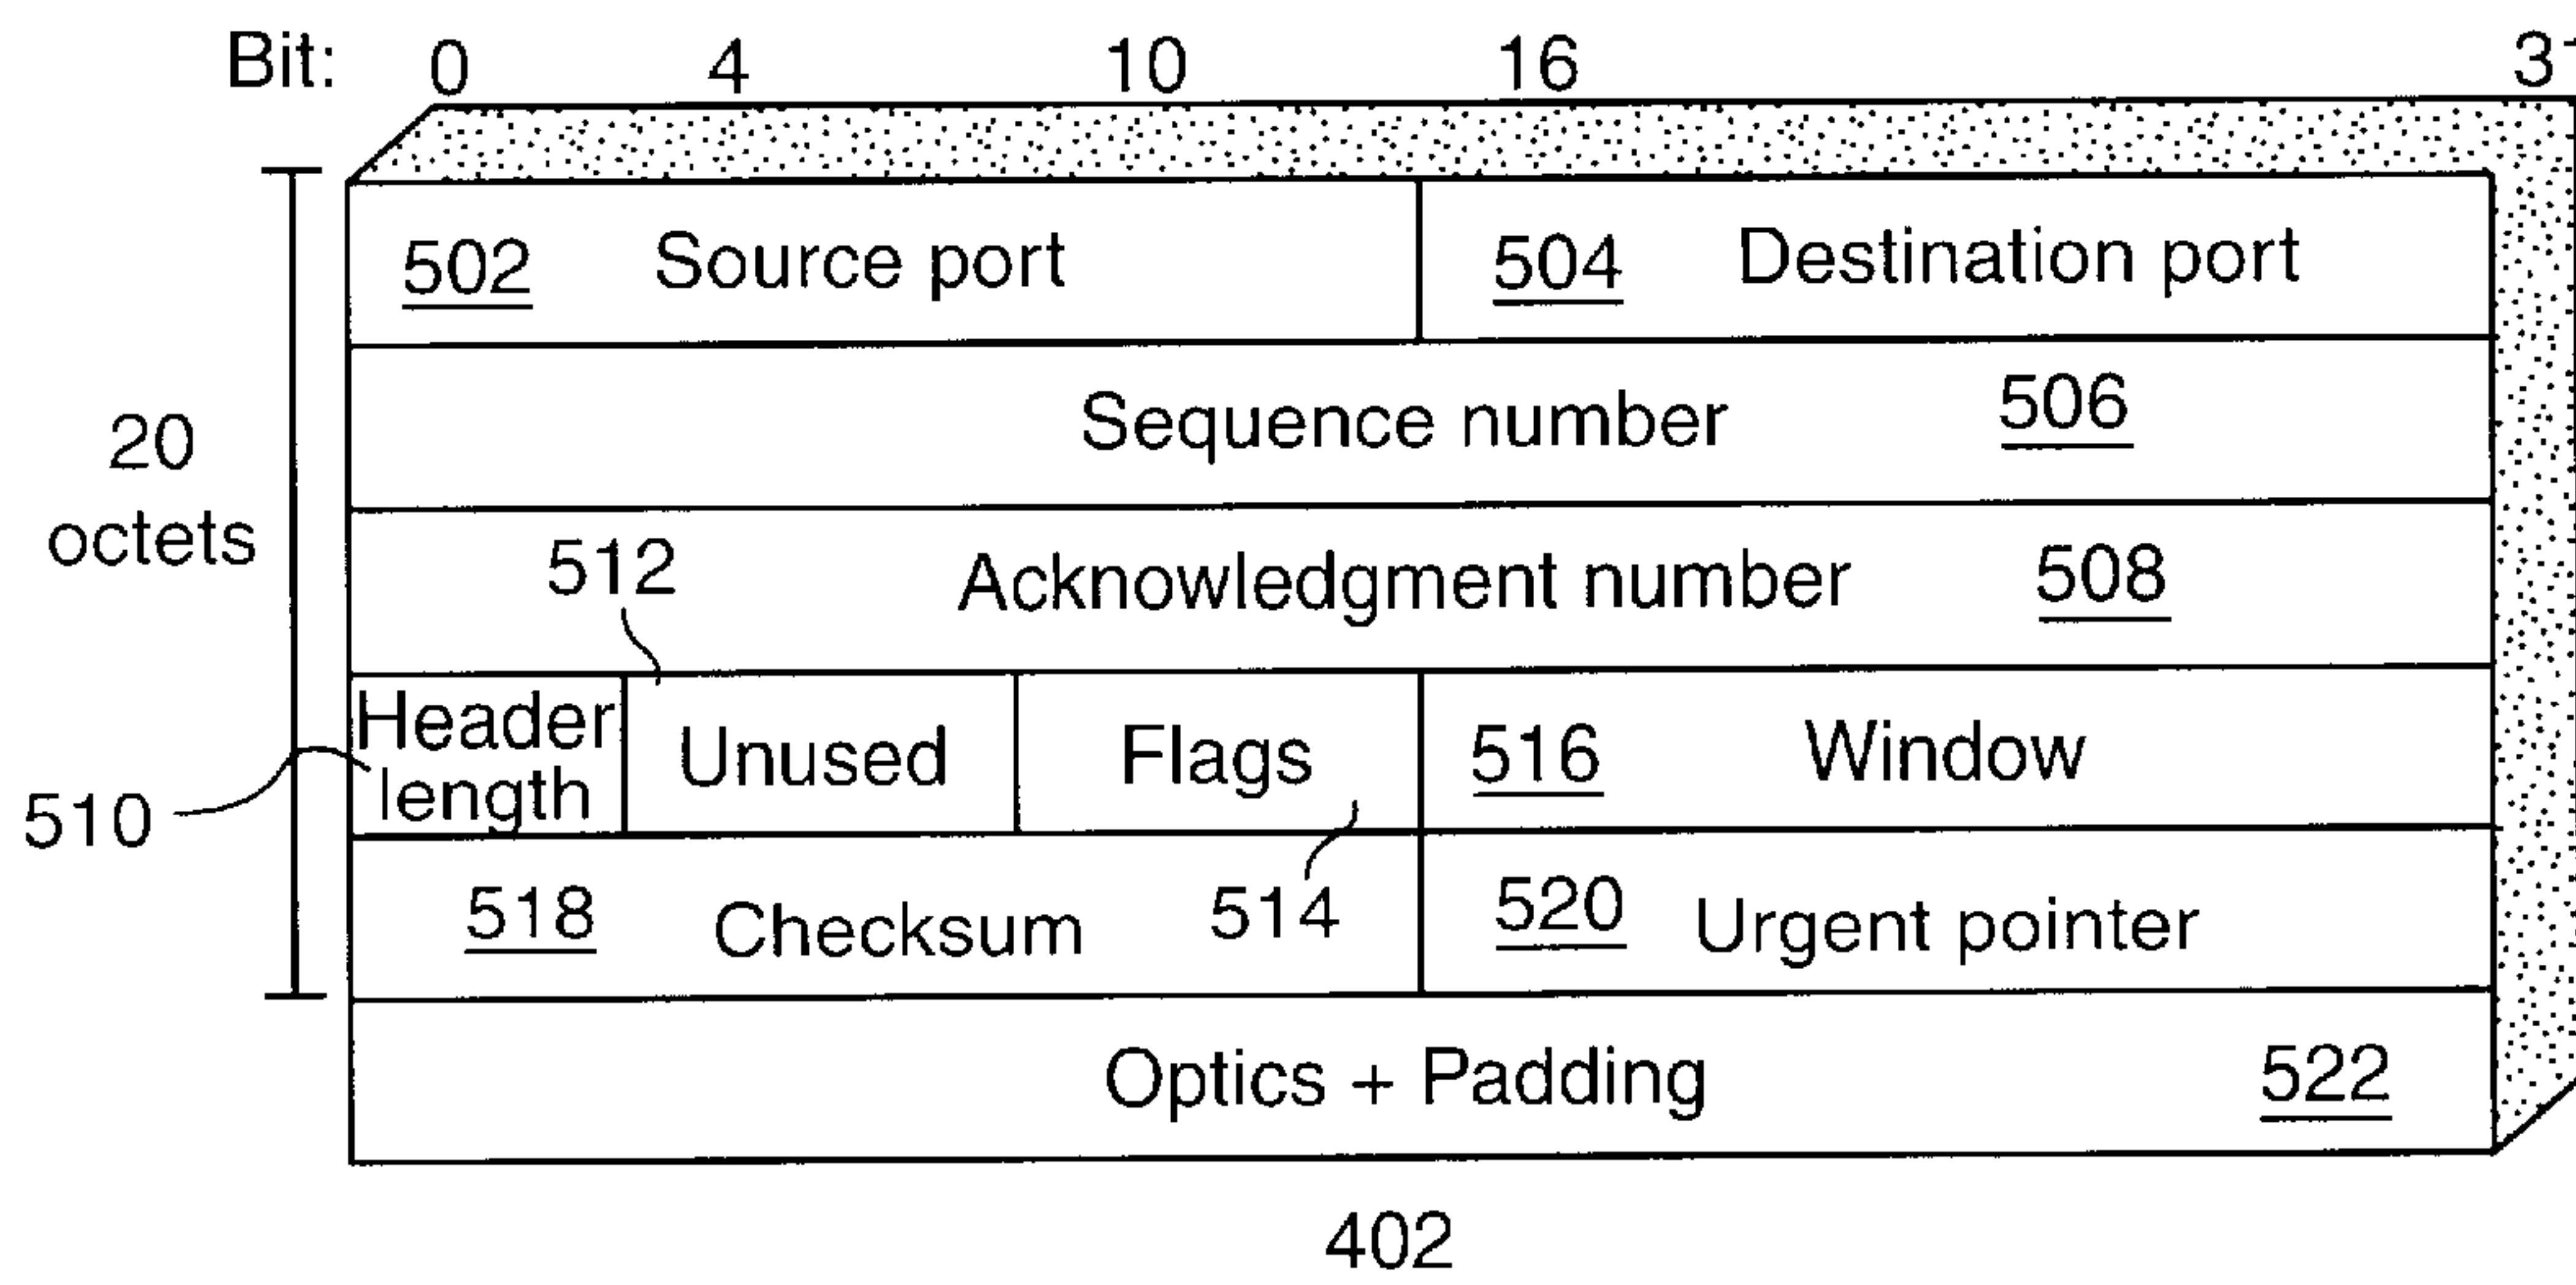 Bit: 0 4 10 16 3
502 Source port 504 Destination port
Sequence number 506
20
octets
512 Acknowledgment number 508
Header
length
Unused Flags 516 Window
510
518 Checksum 514 520 Urgent pointer
Optics + Padding 522
402